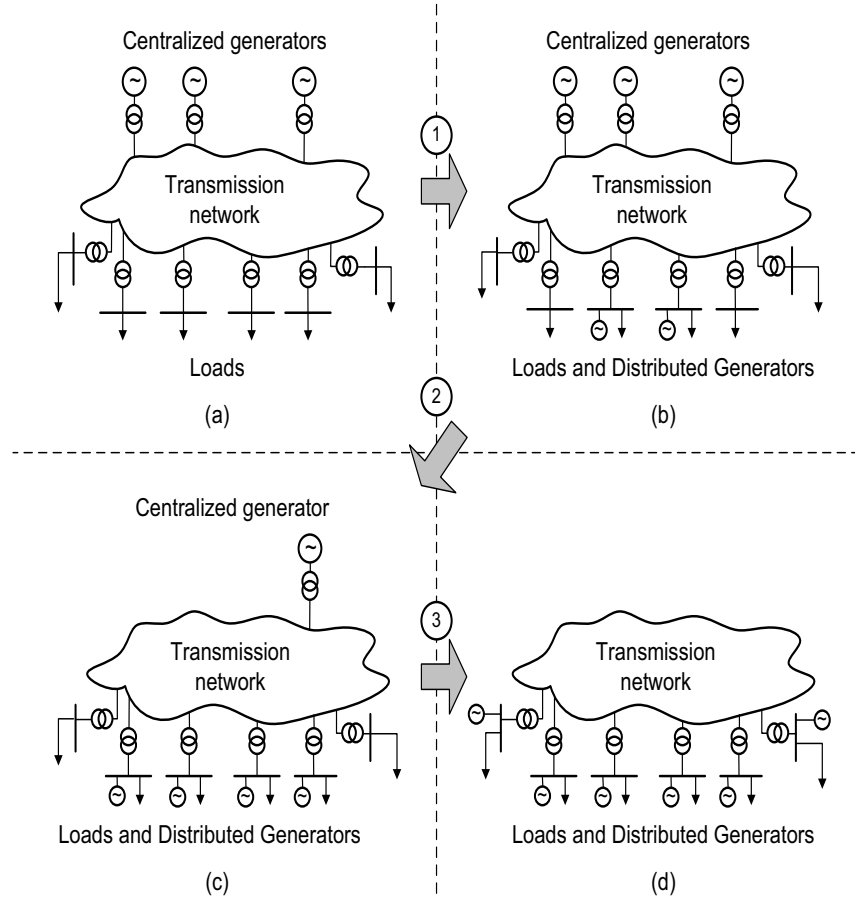 Centralized generators
~ ~ ~
Transmission
network
Loads
(a)
1
Centralized generators
~ ~ ~
Transmission
network
~ ~
Loads and Distributed Generators
(b)
2
Centralized generator
~
Transmission
network
~ ~ ~ ~
Loads and Distributed Generators
(c)
3
Transmission
network
~ ~
~ ~ ~ ~
Loads and Distributed Generators
(d)